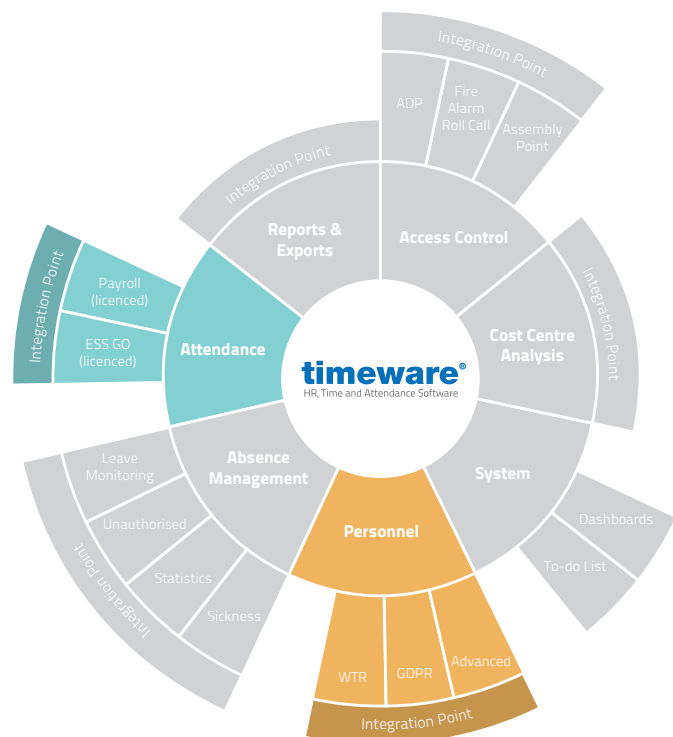 Integration Point
ADP
Fire
Alarm
Roll Call
Assembly
Point
Integration Point
Reports &
Exports
Access Control
Integration Point
Cost Centre
Analysis
Integration Point
Payroll
(licenced)
ESS GO
(licenced)
Attendance
timeware®
HR, Time and Attendance Software
Absence
Management
Leave
Monitoring
Unauthorised
Statistics
Sickness
Integration Point
System
Dashboards
To-do List
Personnel
WTR
GDPR
Advanced
Integration Point